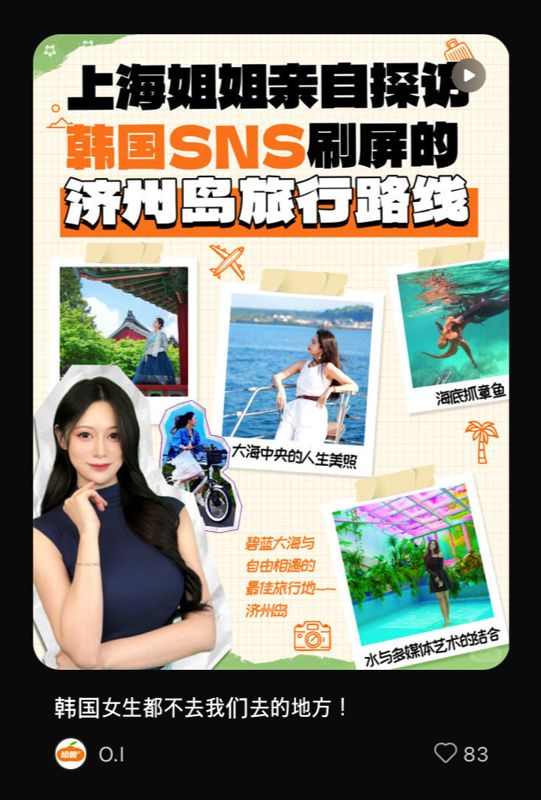 上海姐姐亲自探访
韩国SNS刷屏的
济州岛旅行路线
海底抓章鱼
大海中央的人生美照
碧蓝大海与
自由相遇的
最佳旅行地——
济州岛
水与多媒体艺术的结合
韩国女生都不去我们去的地方！
O.I
83